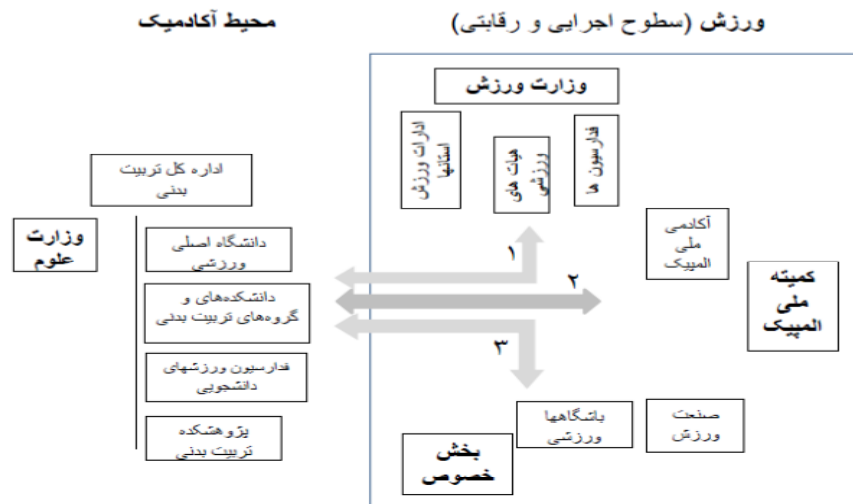 ورزش (سطوح اجرایی و رقابتی)
محیط آکادمیک
وزارت ورزش
فدارسیون ها
هیات های
ورزشی
ادارات ورزش
استانها
آکادمی
ملی
المپیک
کمیته
ملی
المپیک
۱
۲
۳
صنعت
ورزش
باشگاهها
ورزشی
بخش
خصوص
اداره کل تربیت
بدنی
دانشگاه اصلی
ورزشی
دانشکده‌های و
گروه‌های تربیت بدنی
فدارسیون ورزشهای
دانشجویی
پژوهشکده
تربیت بدنی
وزارت
علوم